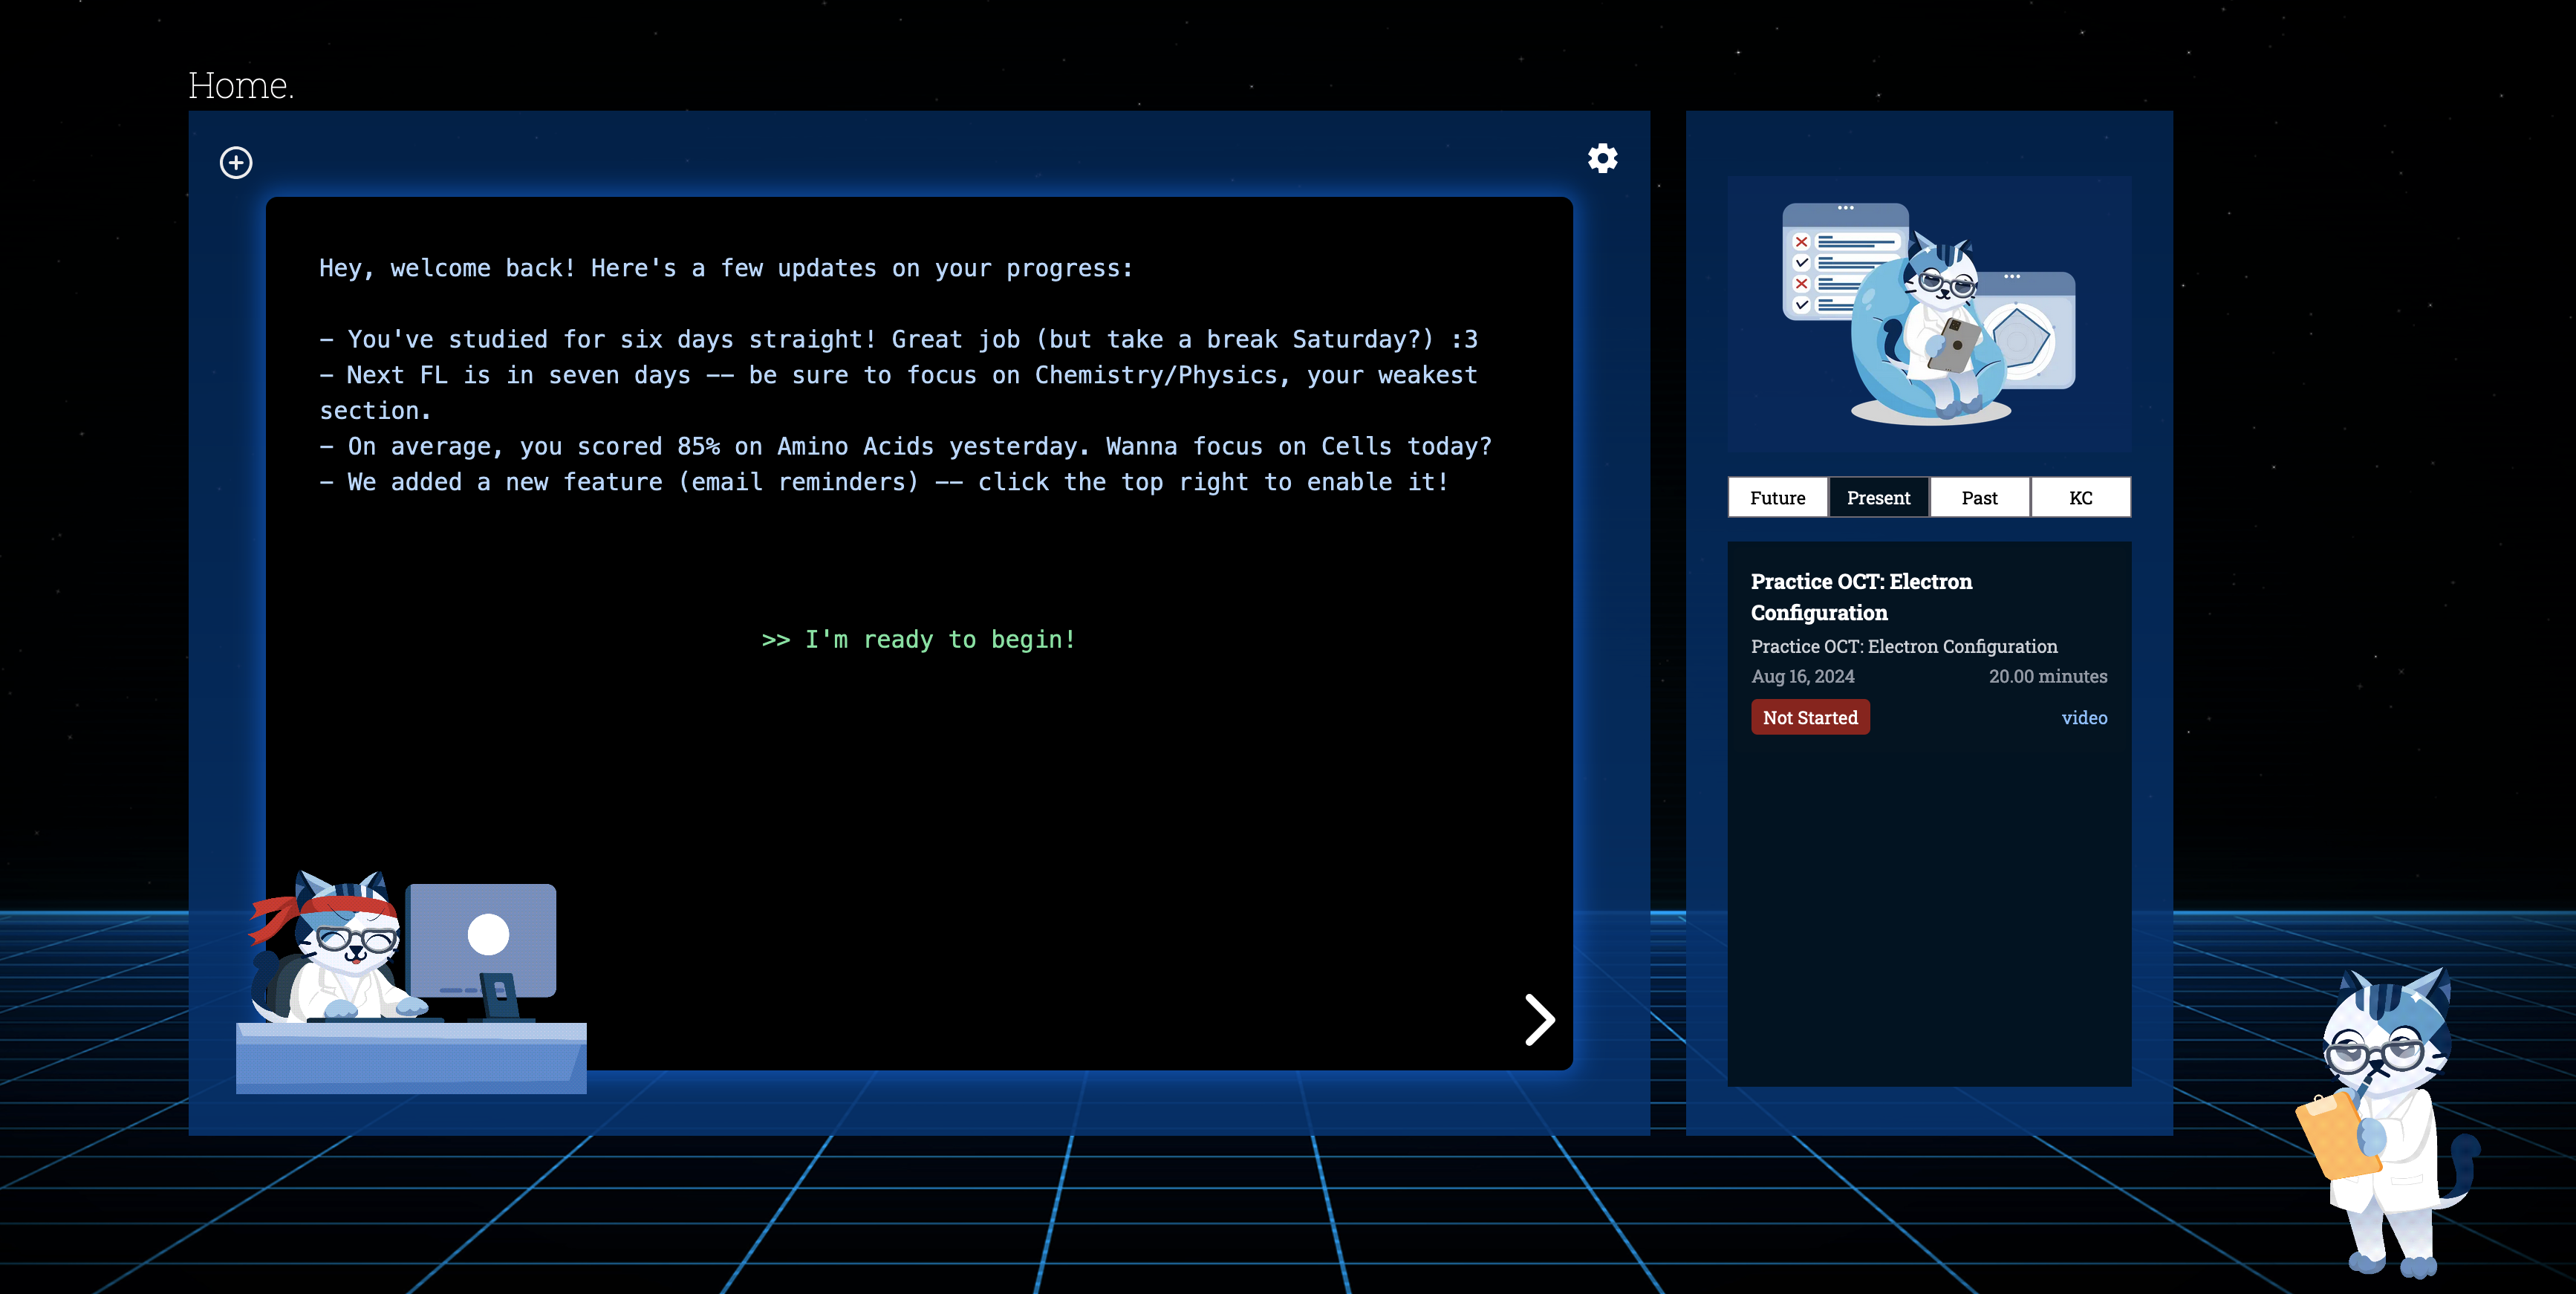 Home.
Hey, welcome back! Here's a few updates on your progress:
- You've studied for six days straight! Great job (but take a break Saturday?) :3
- Next FL is in seven days -- be sure to focus on Chemistry/Physics, your weakest
section.
- On average, you scored 85% on Amino Acids yesterday. Wanna focus on Cells today?
- We added a new feature (email reminders) -- click the top right to enable it!
>> I'm ready to begin!
Future Present Past KC
Practice OCT: Electron
Configuration
Practice OCT: Electron Configuration
Aug 16, 2024 20.00 minutes
Not Started video